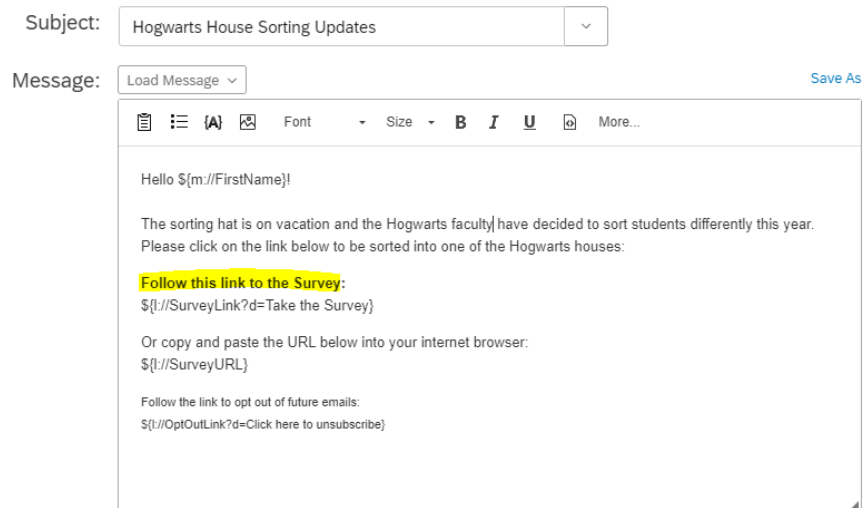 Subject: Hogwarts House Sorting Updates
Message: Load Message Save As
{A} Font Size B I U More...
Hello ${m://FirstName}!
The sorting hat is on vacation and the Hogwarts faculty have decided to sort students differently this year.
Please click on the link below to be sorted into one of the Hogwarts houses:
Follow this link to the Survey:
${l://SurveyLink?d=Take the Survey}
Or copy and paste the URL below into your internet browser:
${l://SurveyURL}
Follow the link to opt out of future emails:
${l://OptOutLink?d=Click here to unsubscribe}